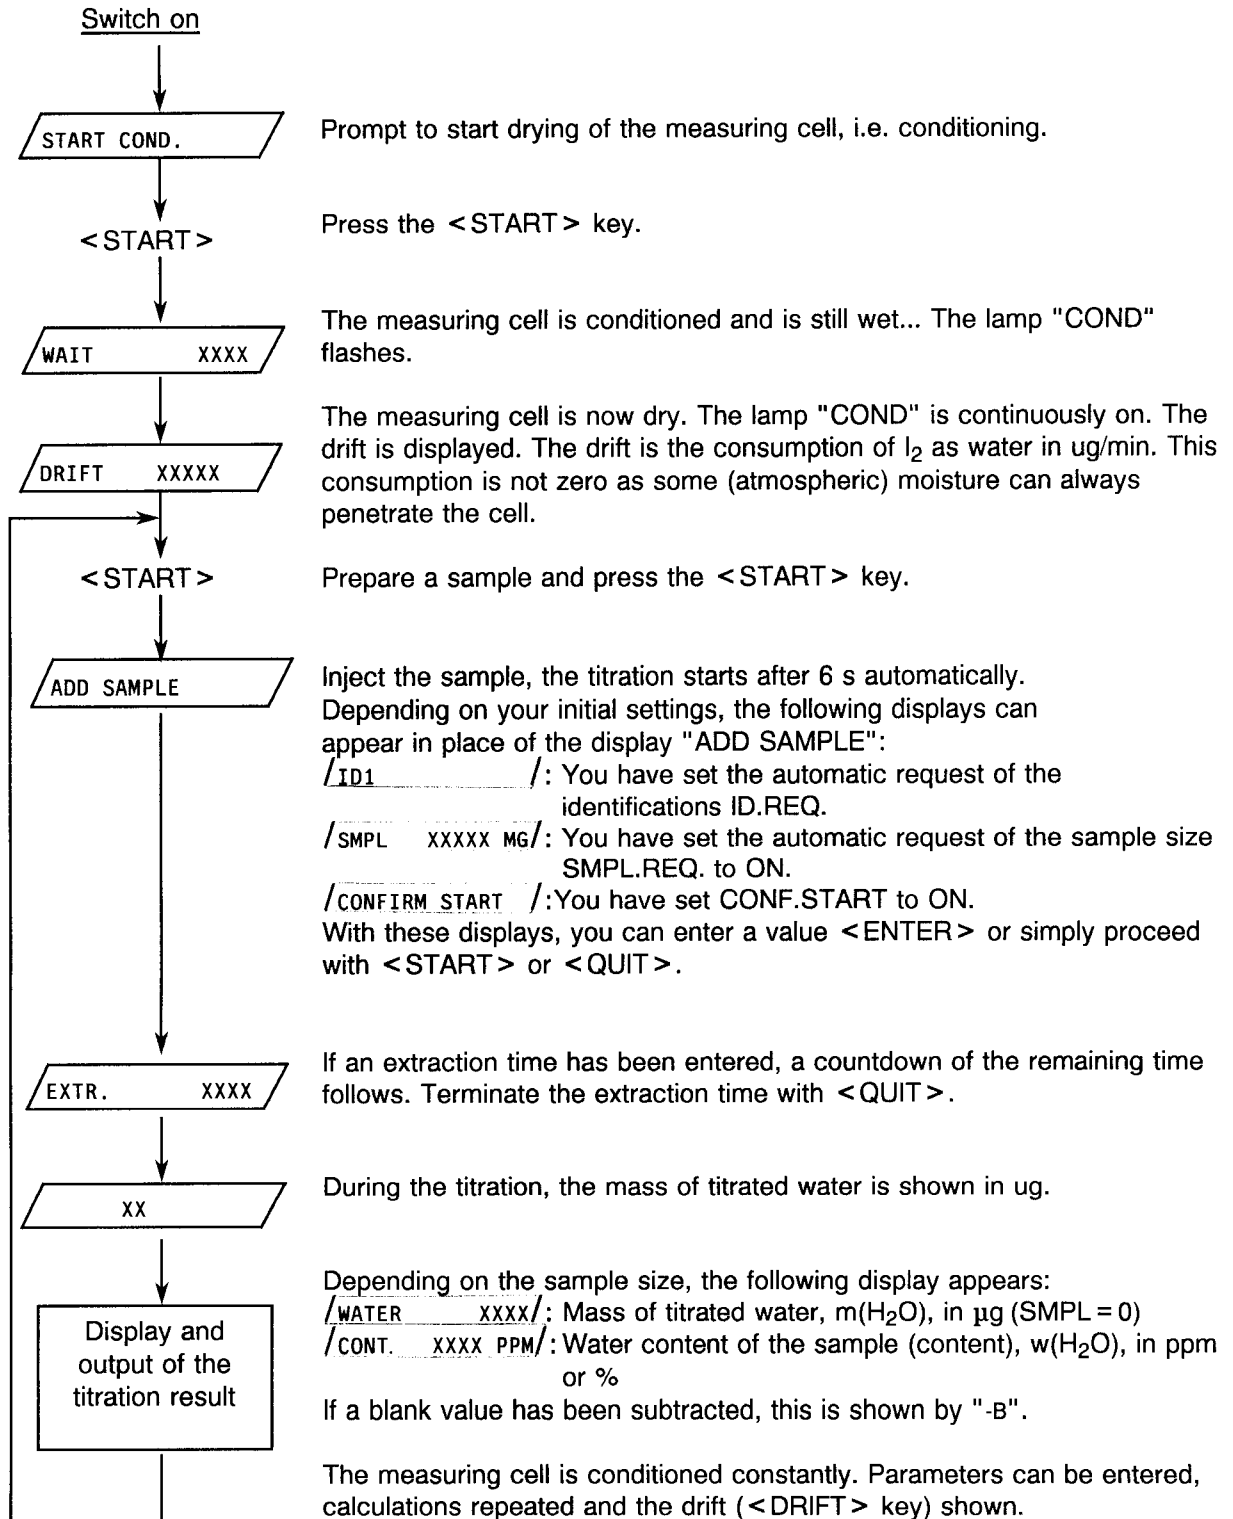 Switch on
START COND.
Prompt to start drying of the measuring cell, i.e. conditioning.
<START>
Press the <START> key.
WAIT XXXX
The measuring cell is conditioned and is still wet... The lamp "COND"
flashes.
DRIFT XXXXX
The measuring cell is now dry. The lamp "COND" is continuously on. The
drift is displayed. The drift is the consumption of I2 as water in ug/min. This
consumption is not zero as some (atmospheric) moisture can always
penetrate the cell.
<START>
Prepare a sample and press the <START> key.
ADD SAMPLE
Inject the sample, the titration starts after 6 s automatically.
Depending on your initial settings, the following displays can
appear in place of the display "ADD SAMPLE":
/ID1 /: You have set the automatic request of the
identifications ID.REQ.
/SMPL XXXXX MG/: You have set the automatic request of the sample size
SMPL.REQ. to ON.
/CONFIRM START /:You have set CONF.START to ON.
With these displays, you can enter a value <ENTER> or simply proceed
with <START> or <QUIT>.
EXTR. XXXX
If an extraction time has been entered, a countdown of the remaining time
follows. Terminate the extraction time with <QUIT>.
XX
During the titration, the mass of titrated water is shown in ug.
Display and
output of the
titration result
Depending on the sample size, the following display appears:
/WATER XXXX/: Mass of titrated water, m(H2O), in µg (SMPL = 0)
/CONT. XXXX PPM/: Water content of the sample (content), w(H2O), in ppm
or %
If a blank value has been subtracted, this is shown by "-B".
The measuring cell is conditioned constantly. Parameters can be entered,
calculations repeated and the drift (<DRIFT> key) shown.